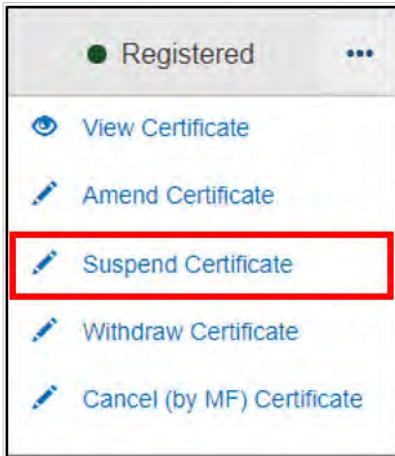 Registered •••
View Certificate
Amend Certificate
Suspend Certificate
Withdraw Certificate
Cancel (by MF) Certificate